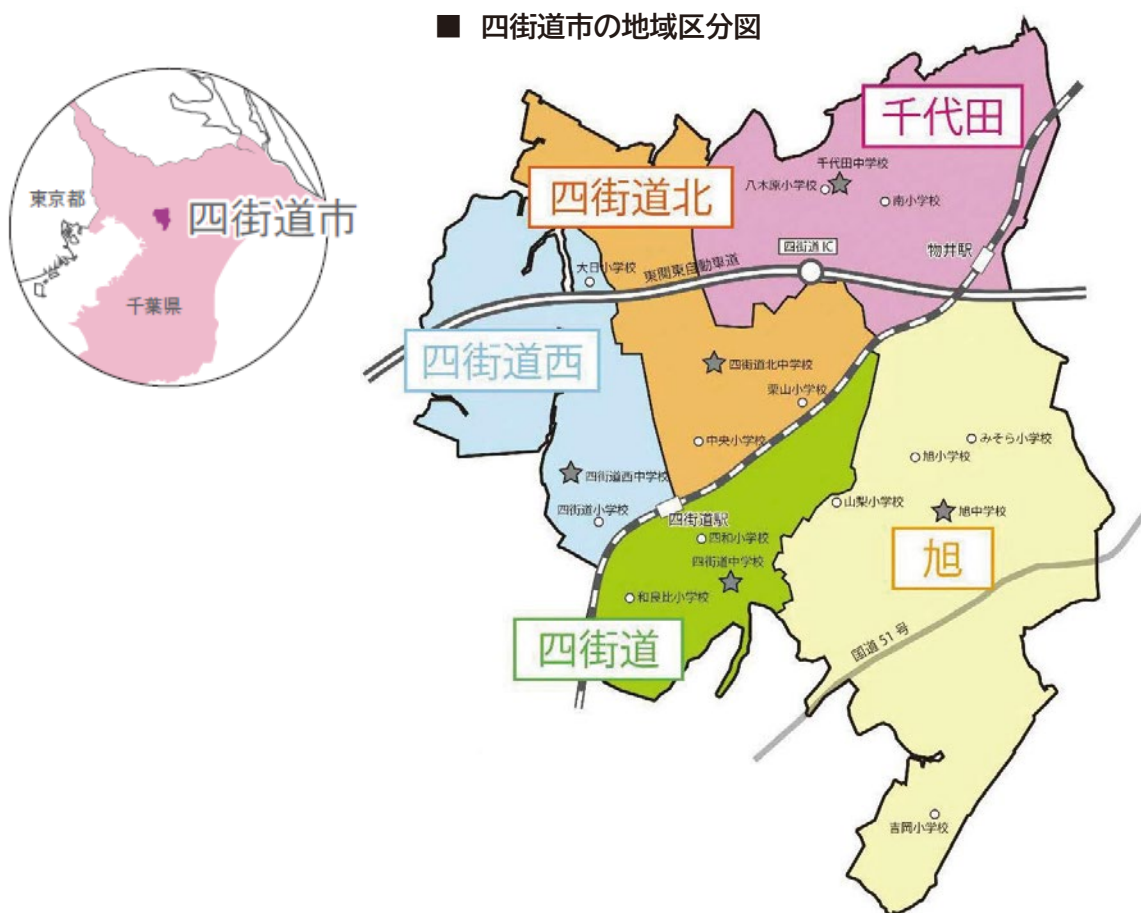 ■ 四街道市の地域区分図
東京都
四街道市
千葉県
千代田
千代田中学校
八木原小学校
南小学校
四街道北
四街道IC
物井駅
大日小学校
東関東自動車道
四街道西
四街道北中学校
栗山小学校
中央小学校
みそら小学校
旭小学校
四街道西中学校
山梨小学校
旭中学校
四街道小学校
四街道駅
四和小学校
四街道中学校
旭
和良比小学校
四街道
国道51号
吉岡小学校